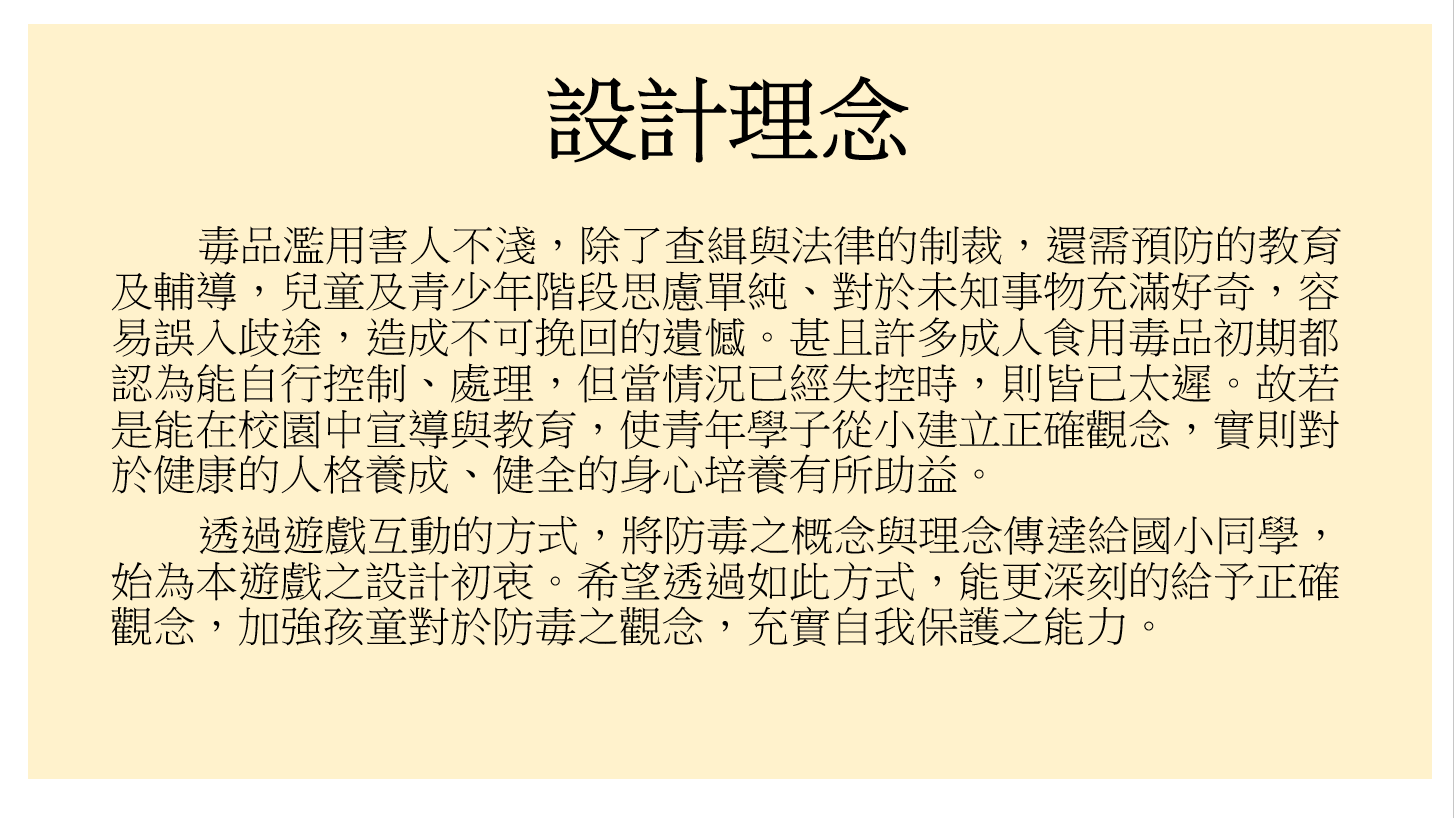 設計理念
毒品濫用害人不淺，除了查緝與法律的制裁，還需預防的教育
及輔導，兒童及青少年階段思慮單純、對於未知事物充滿好奇，容
易誤入歧途，造成不可挽回的遺憾。甚且許多成人食用毒品初期都
認為能自行控制、處理，但當情況已經失控時，則皆已太遲。故若
是能在校園中宣導與教育，使青年學子從小建立正確觀念，實則對
於健康的人格養成、健全的身心培養有所助益。
透過遊戲互動的方式，將防毒之概念與理念傳達給國小同學，
始為本遊戲之設計初衷。希望透過如此方式，能更深刻的給予正確
觀念，加強孩童對於防毒之觀念，充實自我保護之能力。